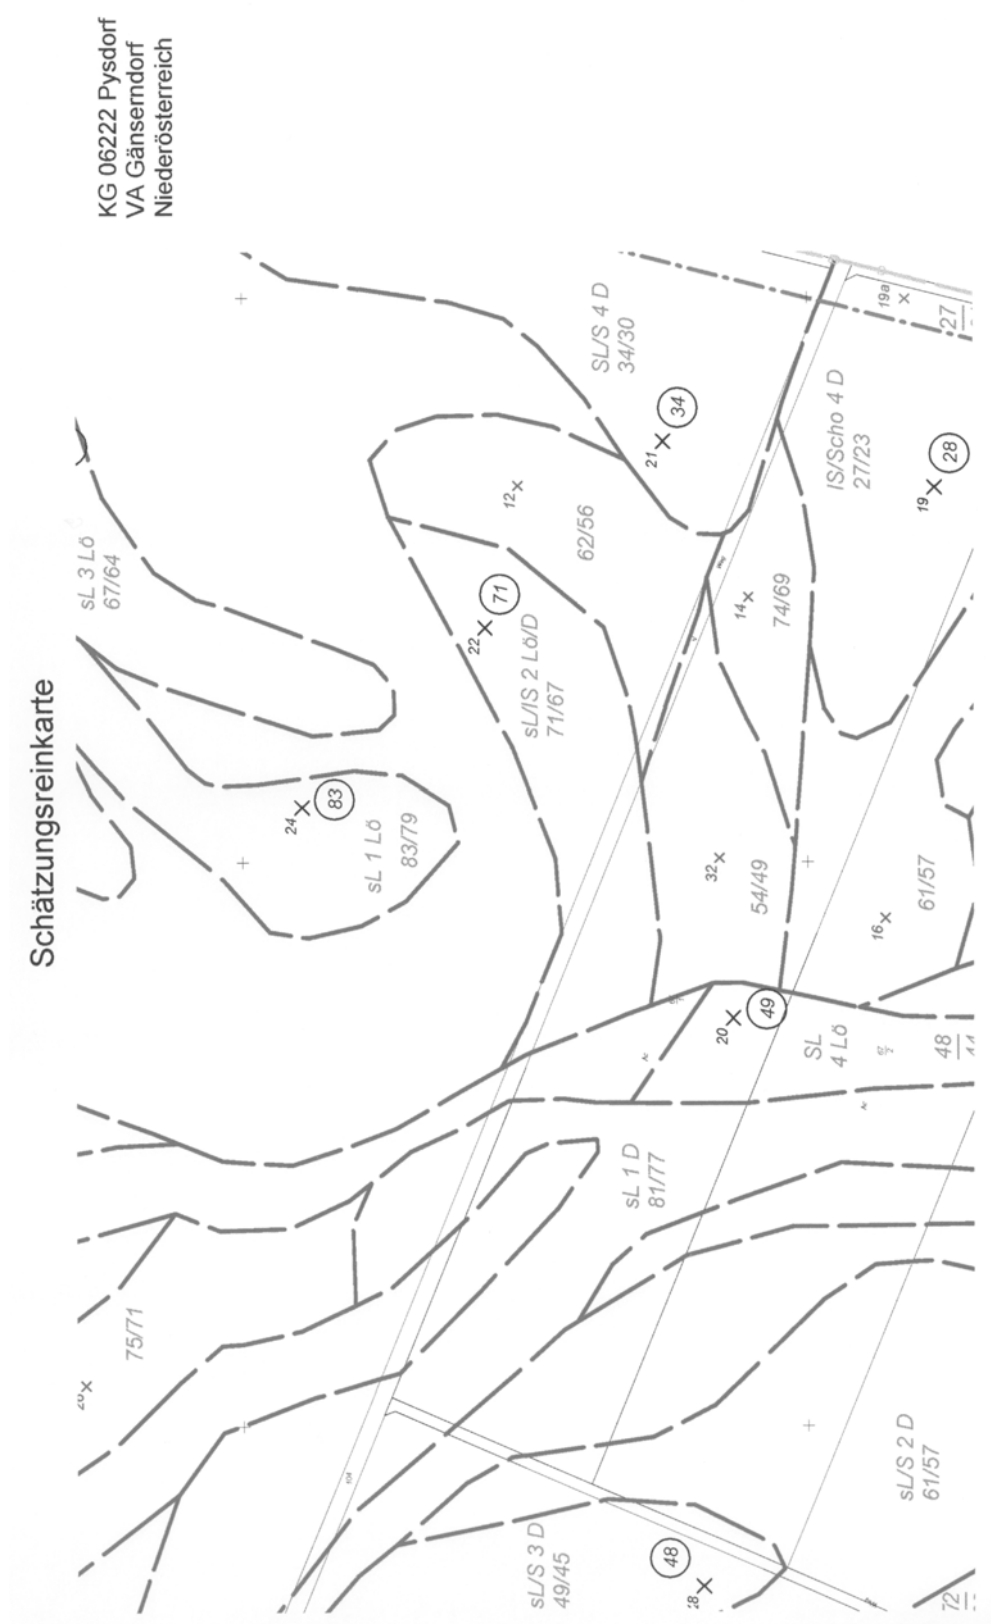 Schätzungsreinkarte
KG 06222 Pysdorf
VA Gänserndorf
Niederösterreich
sL 3 Lö
67/64
24
83
sL 1 Lö
83/79
75/71
12
62/56
22
71
sL/lS 2 Lö/D
71/67
SL/S 4 D
34/30
21
34
14
74/69
lS/Scho 4 D
27/23
19
28
19a
27
32
54/49
16
61/57
20
49
SL
4 Lö
48
sL 1 D
81/77
104
sL/S 3 D
49/45
48
sL/S 2 D
61/57
72